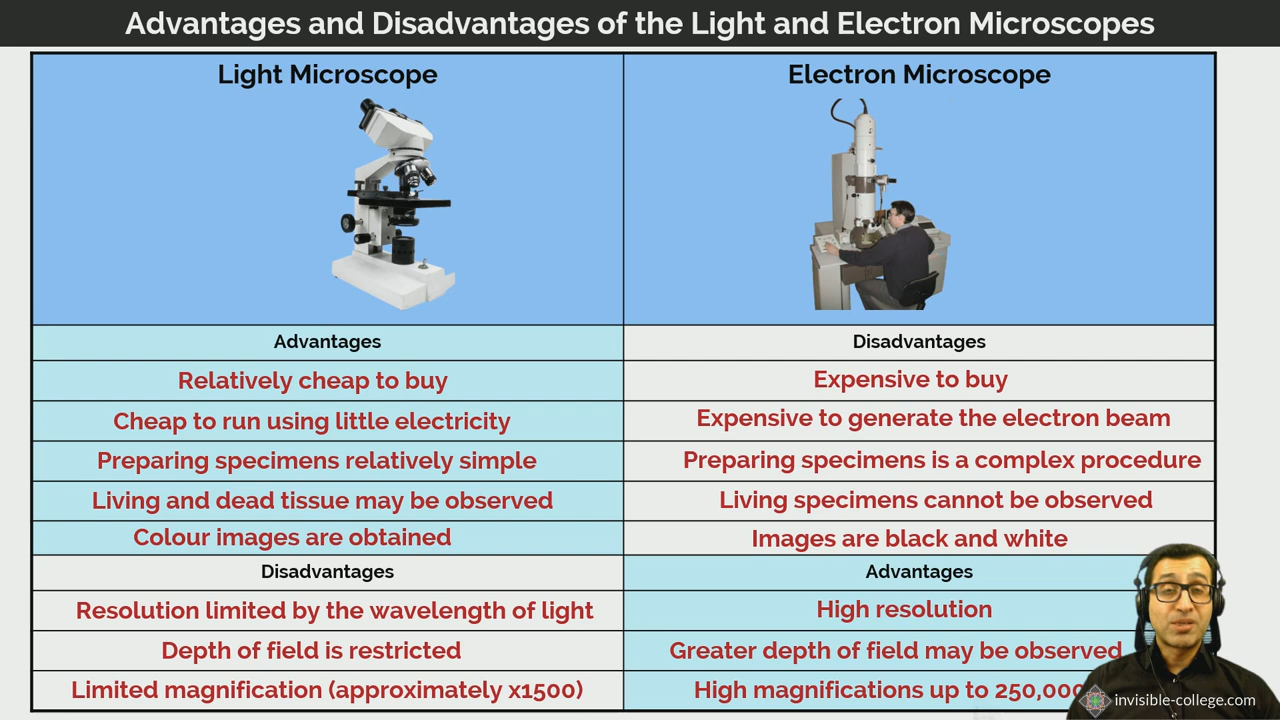 Advantages and Disadvantages of the Light and Electron Microscopes
Light Microscope
Electron Microscope
Advantages
Disadvantages
Relatively cheap to buy
Expensive to buy
Cheap to run using little electricity
Expensive to generate the electron beam
Preparing specimens relatively simple
Preparing specimens is a complex procedure
Living and dead tissue may be observed
Living specimens cannot be observed
Colour images are obtained
Images are black and white
Disadvantages
Advantages
Resolution limited by the wavelength of light
High resolution
Depth of field is restricted
Greater depth of field may be observed
Limited magnification (approximately x1500)
High magnifications up to
invisible-college.com